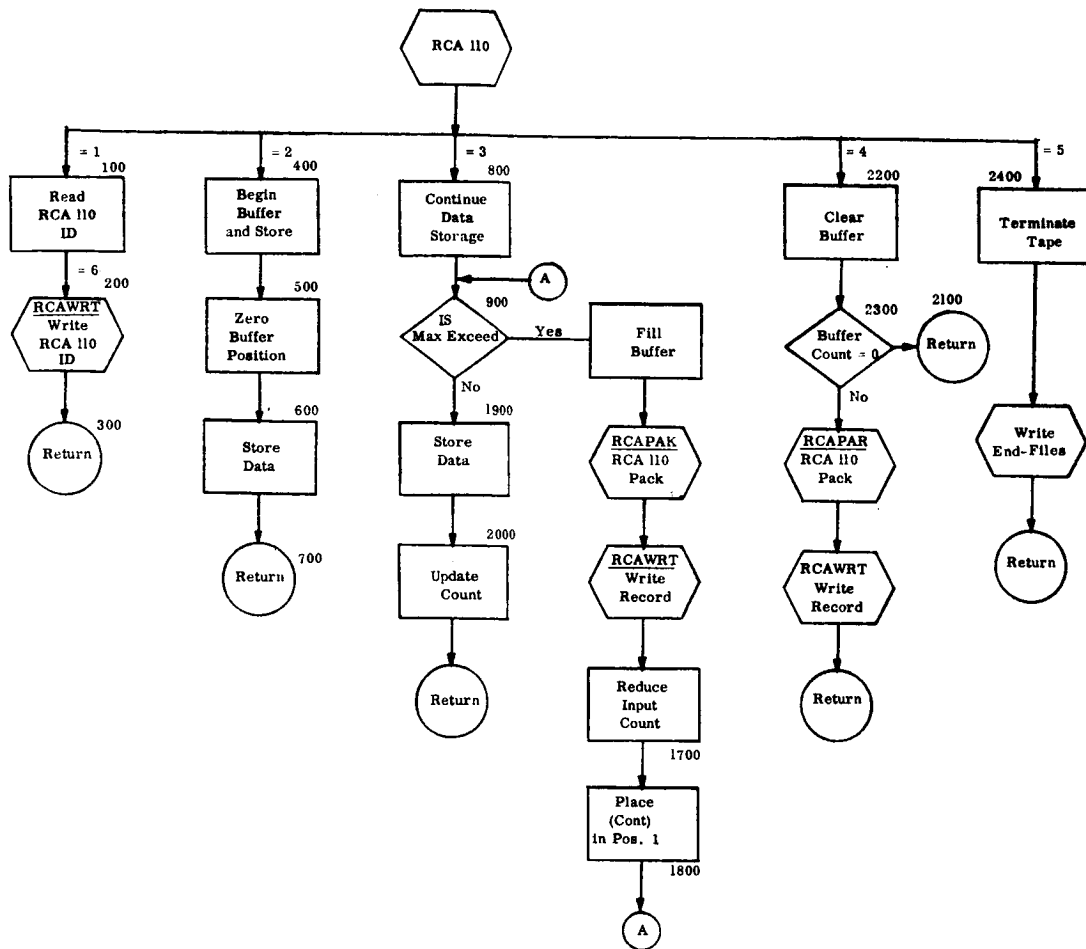 RCA 110
= 1
100
Read
RCA 110
ID
= 6
200
RCAWRT
Write
RCA 110
ID
300
Return
= 2
400
Begin
Buffer
and Store
500
Zero
Buffer
Position
600
Store
Data
700
Return
= 3
800
Continue
Data
Storage
A
900
IS
Max Exceed
Yes
No
1900
Store
Data
2000
Update
Count
Return
Fill
Buffer
RCAPAK
RCA 110
Pack
RCAWRT
Write
Record
Reduce
Input
Count
1700
Place
(Cont)
in Pos. 1
1800
A
=4
2200
Clear
Buffer
2300
Buffer
Count = 0
2100
Return
No
RCAPAR
RCA 110
Pack
RCAWRT
Write
Record
Return
= 5
2400
Terminate
Tape
Write
End-Files
Return